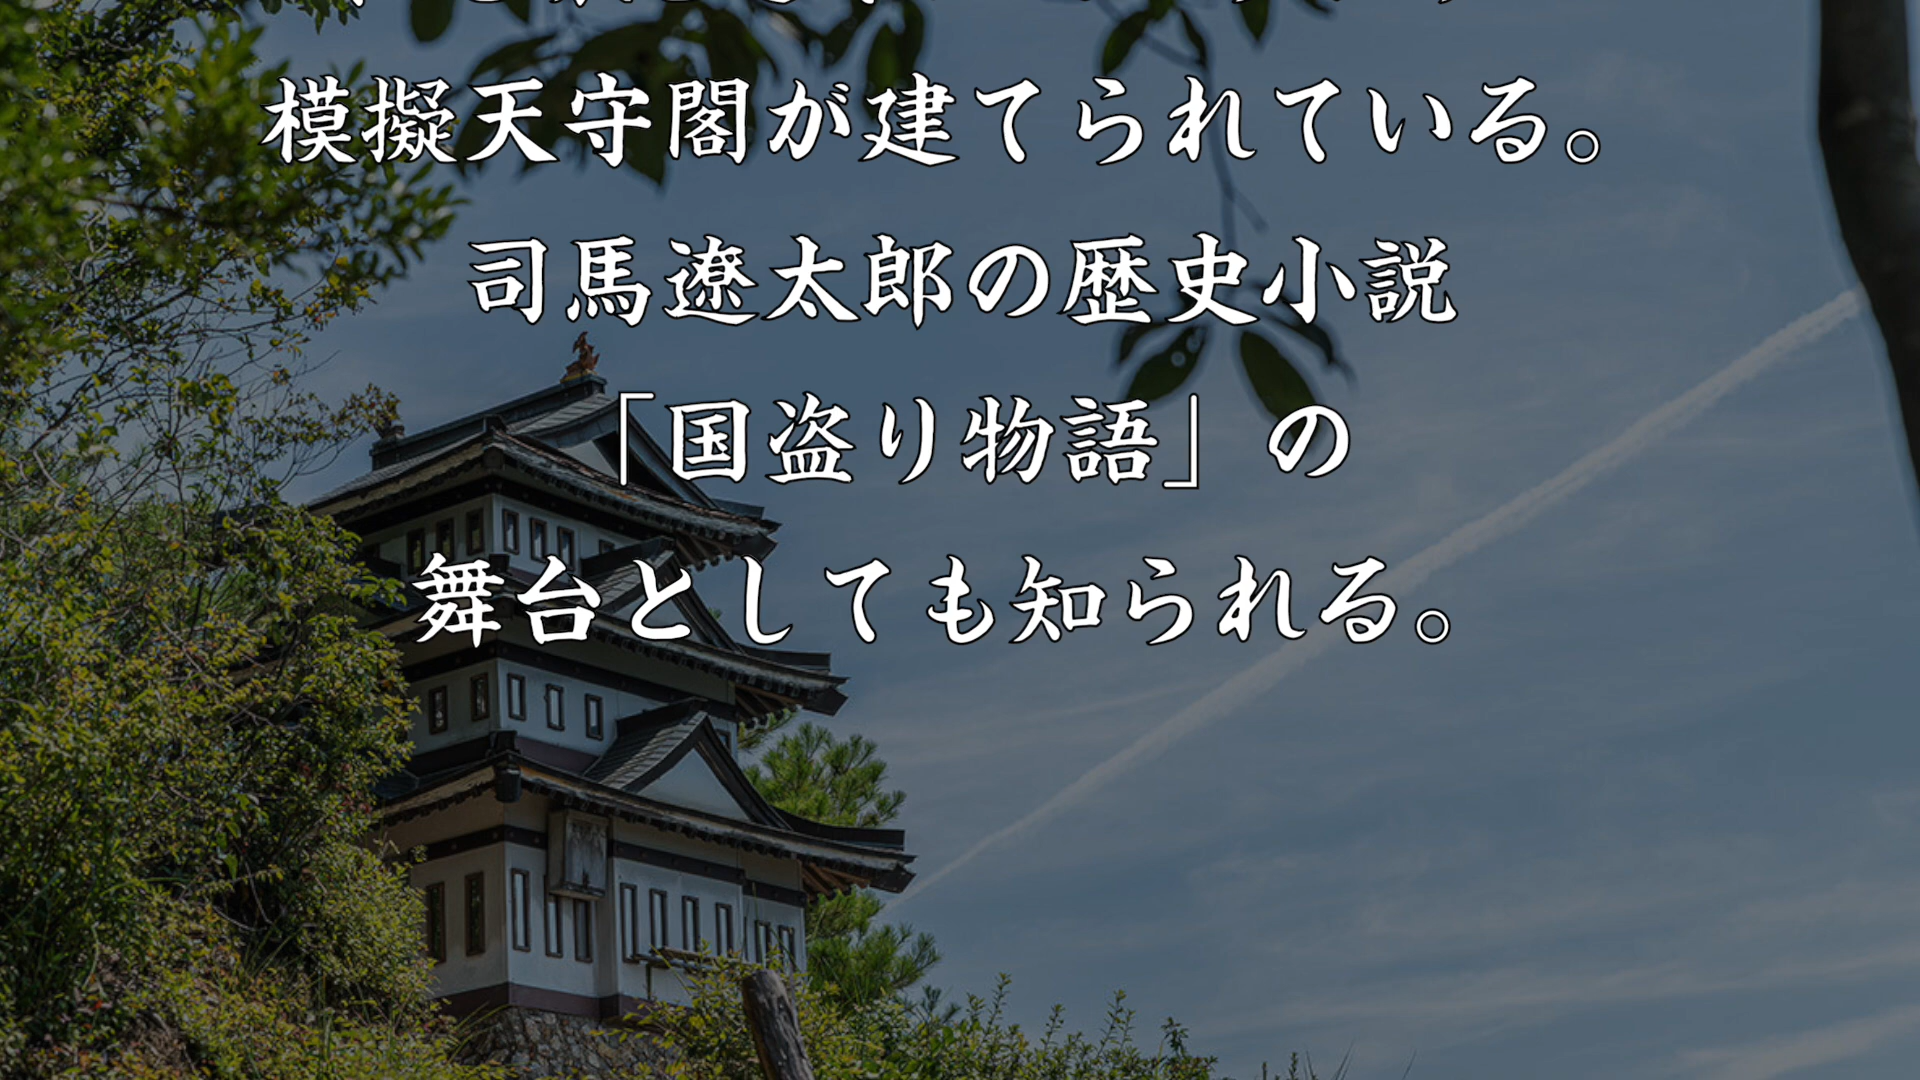 模擬天守閣が建てられている。
司馬遼太郎の歴史小説
「国盗り物語」の
舞台としても知られる。